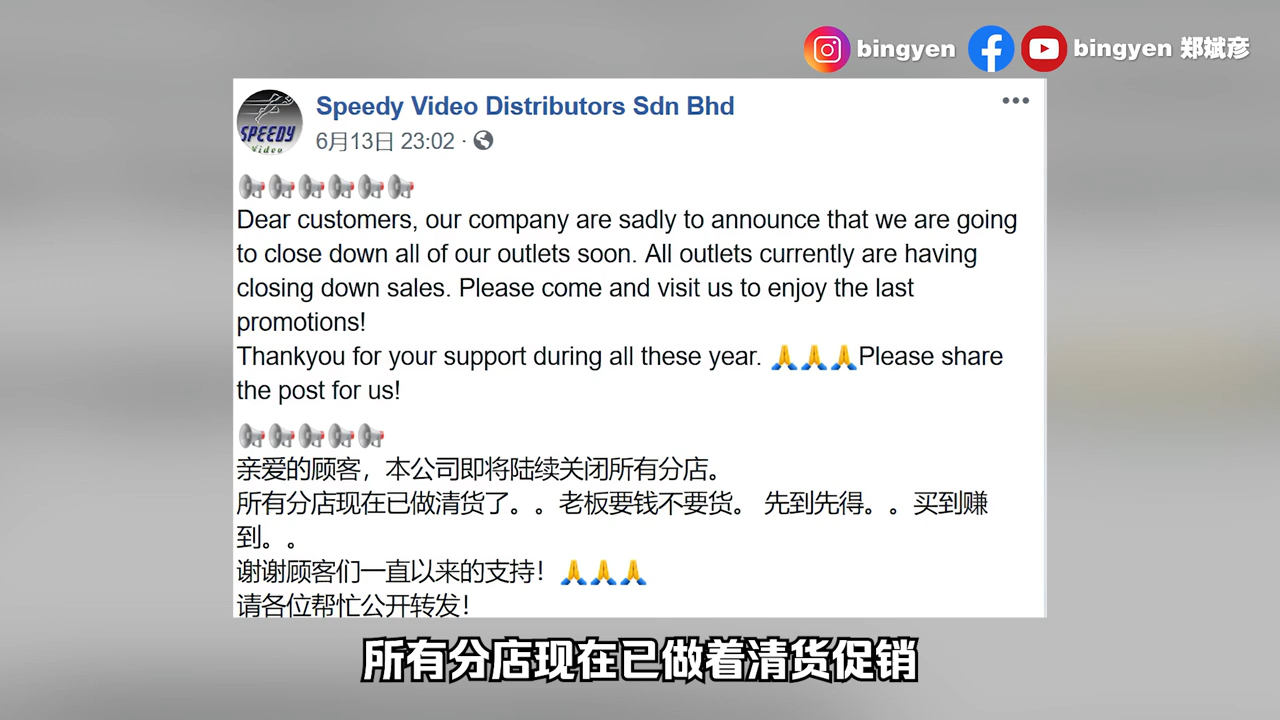 bingyen
bingyen 郑斌彦
SPEEDY
Video
Speedy Video Distributors Sdn Bhd
6月13日 23:02 ·
Dear customers, our company are sadly to announce that we are going
to close down all of our outlets soon. All outlets currently are having
closing down sales. Please come and visit us to enjoy the last
promotions!
Thankyou for your support during all these year. 🙏🙏🙏Please share
the post for us!
亲爱的顾客，本公司即将陆续关闭所有分店。
所有分店现在已做清货了。。老板要钱不要货。 先到先得。。买到赚
到。。
谢谢顾客们一直以来的支持！🙏🙏🙏
请各位帮忙公开转发！
所有分店现在已做着清货促销